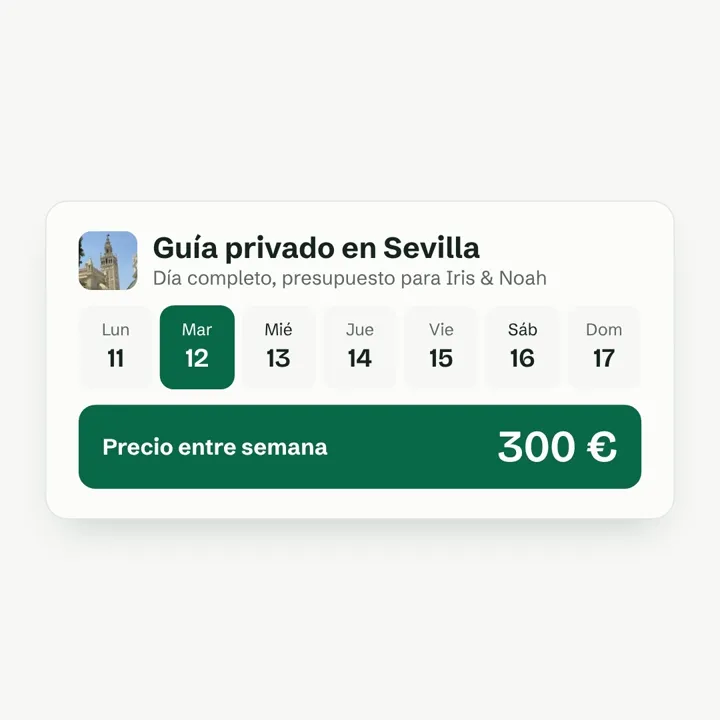 Guía privado en Sevilla
Día completo, presupuesto para Iris & Noah
Lun Mar Mié Jue Vie Sáb Dom
11 12 13 14 15 16 17
Precio entre semana 300 €